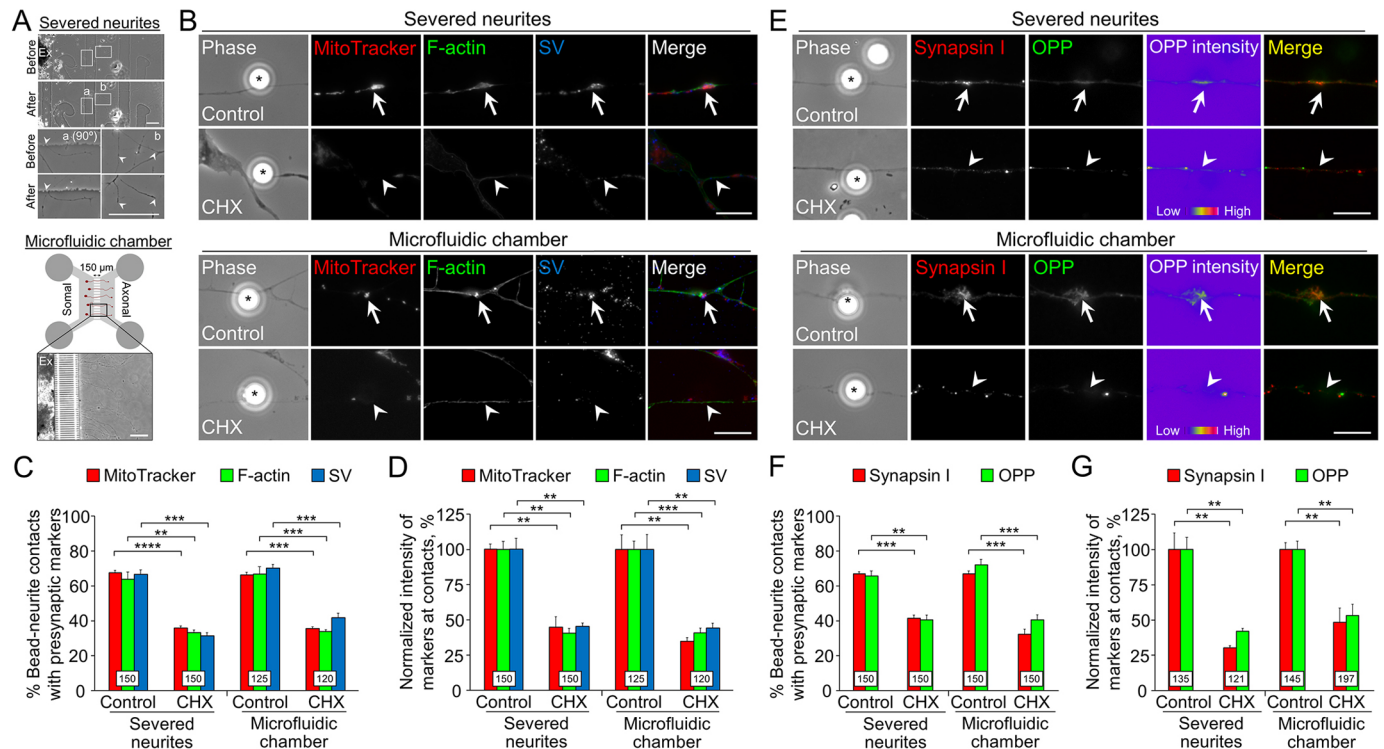 A
Severed neurites
Before
After
a
b
Before
a (90º)
b
After
Microfluidic chamber
150 µm
Somal
Axonal
Ex
B
Severed neurites
Phase
MitoTracker
F-actin
SV
Merge
*
Control
*
CHX
Microfluidic chamber
Phase
MitoTracker
F-actin
SV
Merge
*
Control
*
CHX
E
Severed neurites
Phase
Synapsin I
OPP
OPP intensity
Merge
*
Control
*
CHX
Low
High
Microfluidic chamber
Phase
Synapsin I
OPP
OPP intensity
Merge
*
Control
*
CHX
Low
High
C
MitoTracker
F-actin
SV
% Bead-neurite contacts
with presynaptic markers
100
80
60
40
20
0
***
**
****
***
***
***
150
150
125
120
Control
CHX
Control
CHX
Severed
neurites
Microfluidic
chamber
D
MitoTracker
F-actin
SV
Normalized intensity of
markers at contacts, %
125
100
75
50
25
0
**
**
**
**
***
**
150
150
125
120
Control
CHX
Control
CHX
Severed
neurites
Microfluidic
chamber
F
Synapsin I
OPP
% Bead-neurite contacts
with presynaptic markers
100
80
60
40
20
0
**
***
***
***
150
150
150
150
Control
CHX
Control
CHX
Severed
neurites
Microfluidic
chamber
G
Synapsin I
OPP
Normalized intensity of
markers at contacts, %
125
100
75
50
25
0
**
**
**
**
135
121
145
197
Control
CHX
Control
CHX
Severed
neurites
Microfluidic
chamber